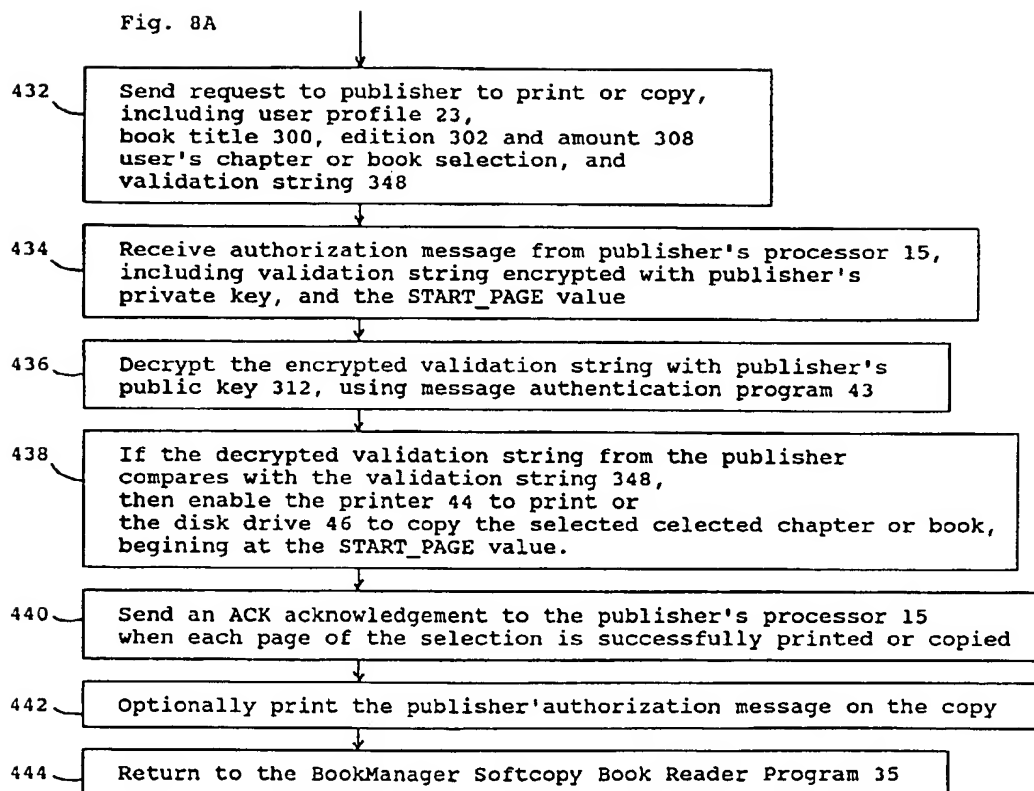 Fig. 8A
432
Send request to publisher to print or copy,
including user profile 23,
book title 300, edition 302 and amount 308
user's chapter or book selection, and
validation string 348
434
Receive authorization message from publisher's processor 15,
including validation string encrypted with publisher's
private key, and the START_PAGE value
436
Decrypt the encrypted validation string with publisher's
public key 312, using message authentication program 43
438
If the decrypted validation string from the publisher
compares with the validation string 348,
then enable the printer 44 to print or
the disk drive 46 to copy the selected celected chapter or book,
begining at the START_PAGE value.
440
Send an ACK acknowledgement to the publisher's processor 15
when each page of the selection is successfully printed or copied
442
Optionally print the publisher'authorization message on the copy
444
Return to the BookManager Softcopy Book Reader Program 35